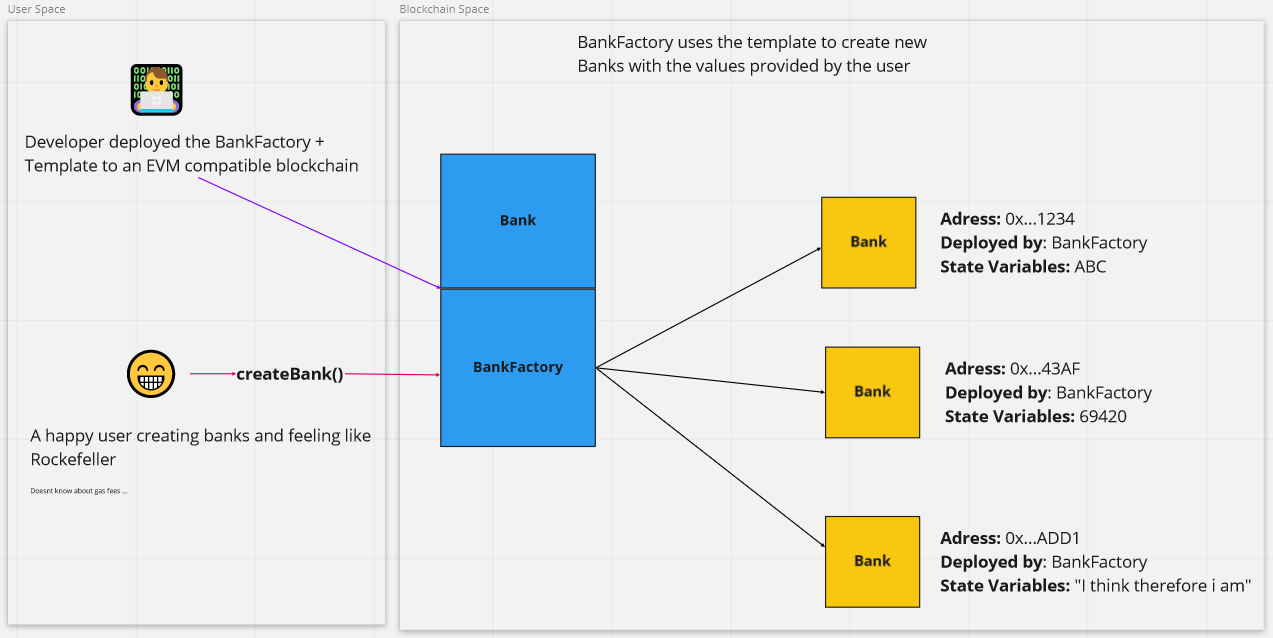 User Space
Blockchain Space
BankFactory uses the template to create new
Banks with the values provided by the user
Developer deployed the BankFactory +
Template to an EVM compatible blockchain
Bank
BankFactory
createBank()
A happy user creating banks and feeling like
Rockefeller
Doesnt know about gas fees ...
Bank
Adress: 0x...1234
Deployed by: BankFactory
State Variables: ABC
Bank
Adress: 0x...43AF
Deployed by: BankFactory
State Variables: 69420
Bank
Adress: 0x...ADD1
Deployed by: BankFactory
State Variables: "I think therefore i am"